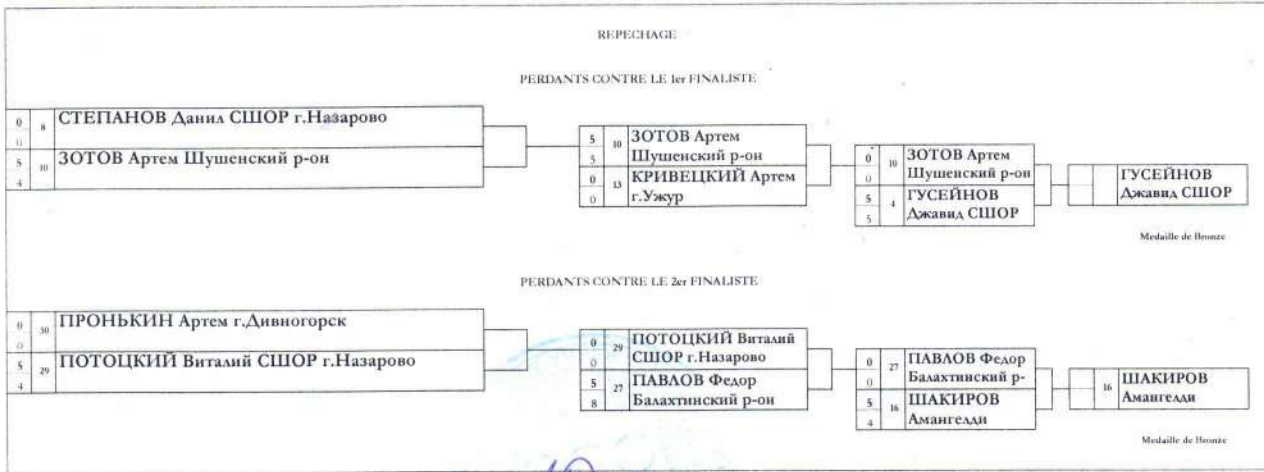 REPECHAGE
PERDANTS CONTRE LE 1er FINALISTE
0 8 СТЕПАНОВ Данил СШОР г.Назарово
0
5 10 ЗОТОВ Артем Шушенский р-он
4
5 10 ЗОТОВ Артем
5 Шушенский р-он
0 13 КРИВЕЦКИЙ Артем
0 г.Ужур
0 10 ЗОТОВ Артем
0 Шушенский р-он
5 4 ГУСЕЙНОВ
5 Джавид СШОР
ГУСЕЙНОВ
Джавид СШОР
Medaille de Bronze
PERDANTS CONTRE LE 2er FINALISTE
0 30 ПРОНЬКИН Артем г.Дивногорск
0
5 29 ПОТОЦКИЙ Виталий СШОР г.Назарово
4
0 29 ПОТОЦКИЙ Виталий
0 СШОР г.Назарово
5 27 ПАВЛОВ Федор
8 Балахтинский р-он
0 27 ПАВЛОВ Федор
0 Балахтинский р-
5 16 ШАКИРОВ
4 Амангелди
16 ШАКИРОВ
Амангелди
Medaille de Bronze